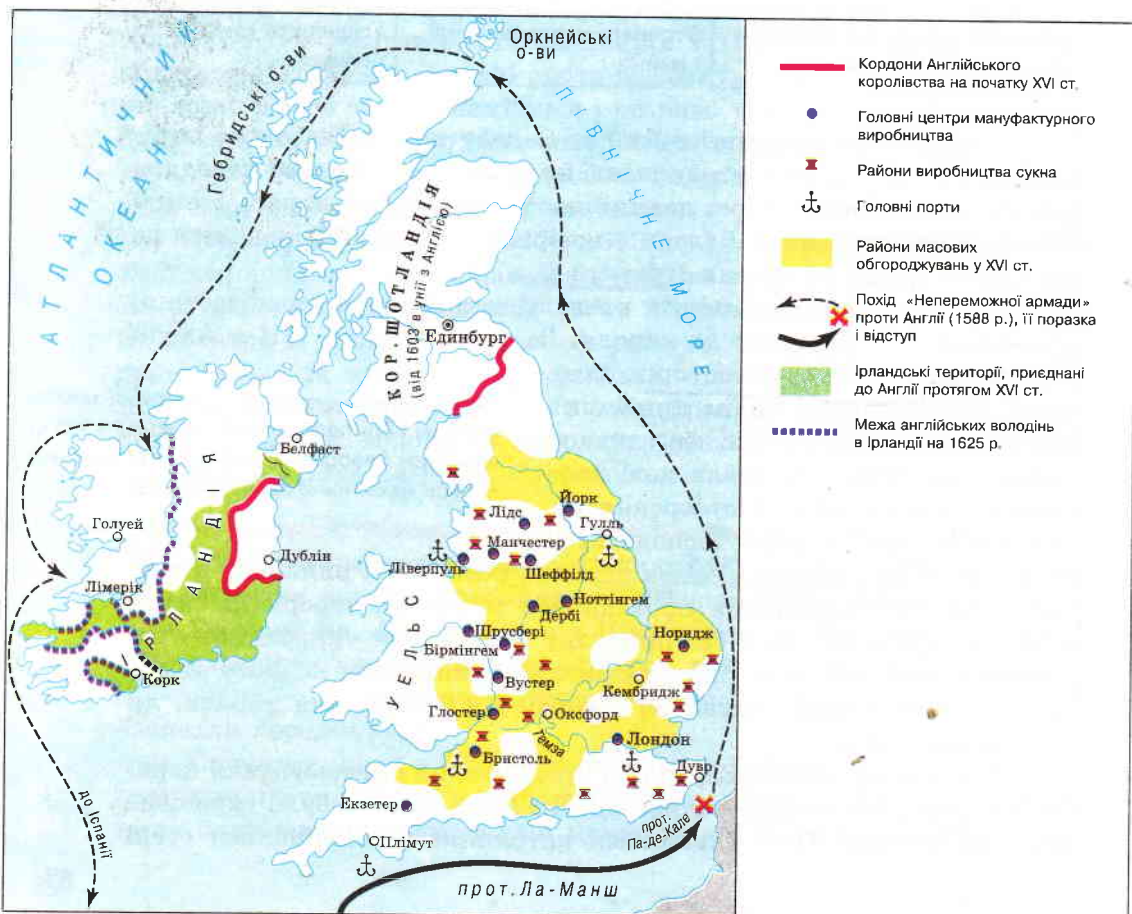 АТЛАНТИЧНИЙ
ОКЕАН
Гебридські о-ви
Оркнейські
о-ви
ПІВНІЧНЕ МОРЕ
КОР. ШОТЛАНДІЯ
(від 1603 в унії з Англією)
Единбург
Белфаст
ІРЛАНДІЯ
Голуей
Дублін
Лімерік
Корк
до Іспанії
Йорк
Лідс
Гулль
Манчестер
Ліверпуль
Шеффілд
Ноттінгем
Дербі
УЕЛЬС
Шрусбері
Норидж
Бірмінгем
Вустер
Кембридж
Глостер
Оксфорд
Темза
Лондон
Бристоль
Дувр
Екзетер
прот.
Па-де-Кале
Плімут
прот. Ла-Манш
Кордони Англійського
королівства на початку XVI ст.
Головні центри мануфактурного
виробництва
Райони виробництва сукна
Головні порти
Райони масових
обгороджувань у XVI ст.
Похід «Непереможної армади»
проти Англії (1588 р.), її поразка
і відступ
Ірландські території, приєднані
до Англії протягом XVI ст.
Межа англійських володінь
в Ірландії на 1625 р.